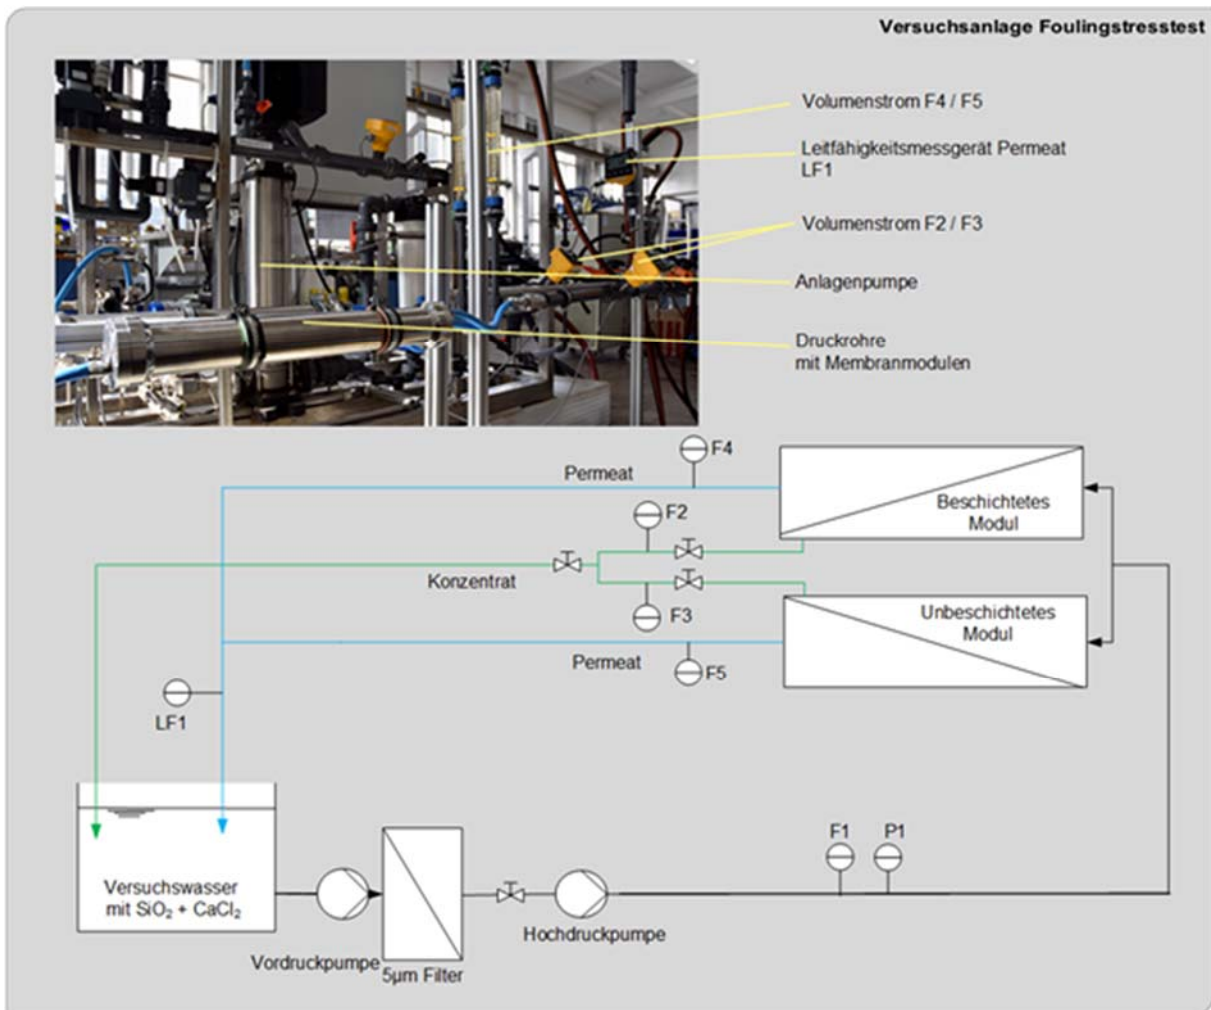 Versuchsanlage Foulingstresstest
Volumenstrom F4 / F5
Leitfähigkeitsmessgerät Permeat
LF1
Volumenstrom F2 / F3
Anlagenpumpe
Druckrohre
mit Membranmodulen
F4
Permeat
Beschichtetes
Modul
F2
Konzentrat
F3
Unbeschichtetes
Modul
Permeat
F5
LF1
F1
P1
Versuchswasser
mit SiO₂ + CaCl₂
Hochdruckpumpe
Vordruckpumpe
5µm Filter